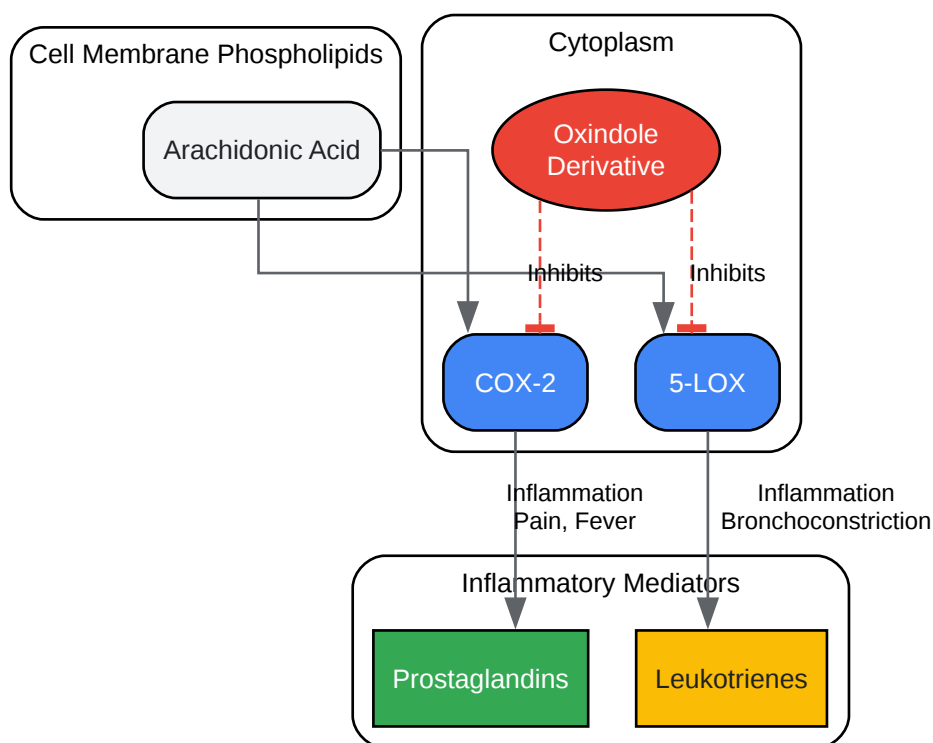 Cell Membrane Phospholipids
Arachidonic Acid
Cytoplasm
Oxindole
Derivative
Inhibits
Inhibits
COX-2
5-LOX
Inflammation
Pain, Fever
Inflammation
Bronchoconstriction
Inflammatory Mediators
Prostaglandins
Leukotrienes